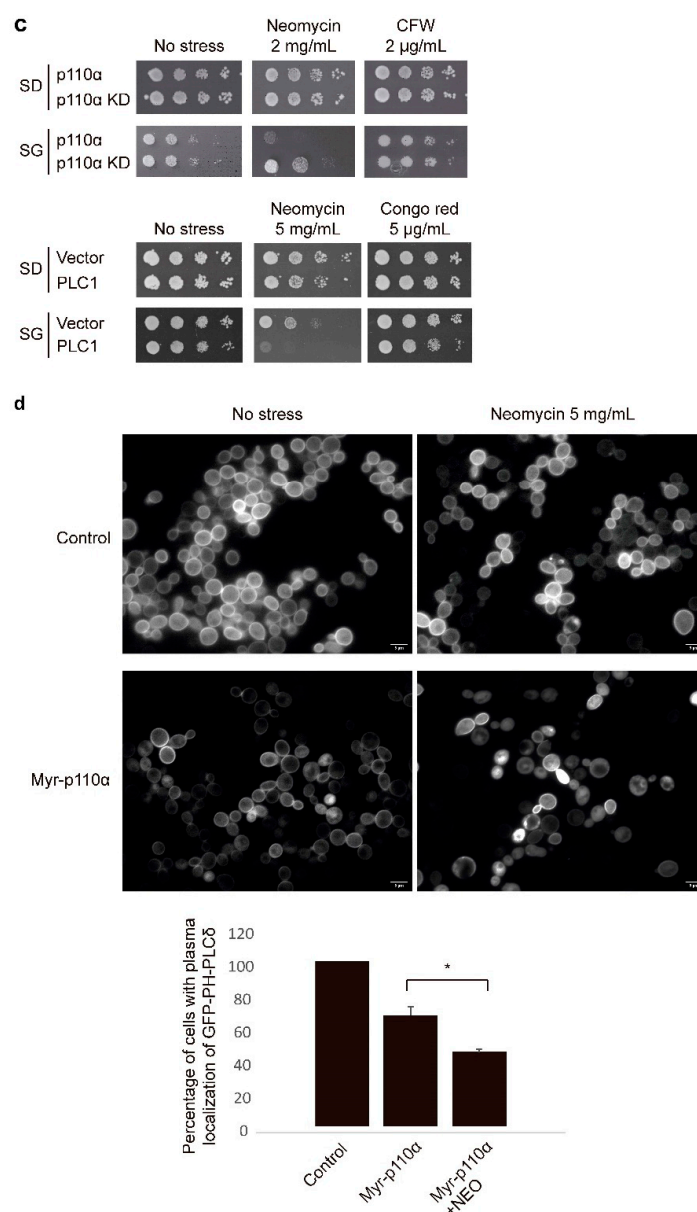 c
No stress
Neomycin
2 mg/mL
CFW
2 µg/mL
SD
p110α
p110α KD
SG
p110α
p110α KD
No stress
Neomycin
5 mg/mL
Congo red
5 µg/mL
SD
Vector
PLC1
SG
Vector
PLC1
d
No stress
Neomycin 5 mg/mL
Control
Myr-p110α
Percentage of cells with plasma
localization of GFP-PH-PLCδ
120
100
80
60
40
20
0
*
Control
Myr-p110α
Myr-p110α
+NEO